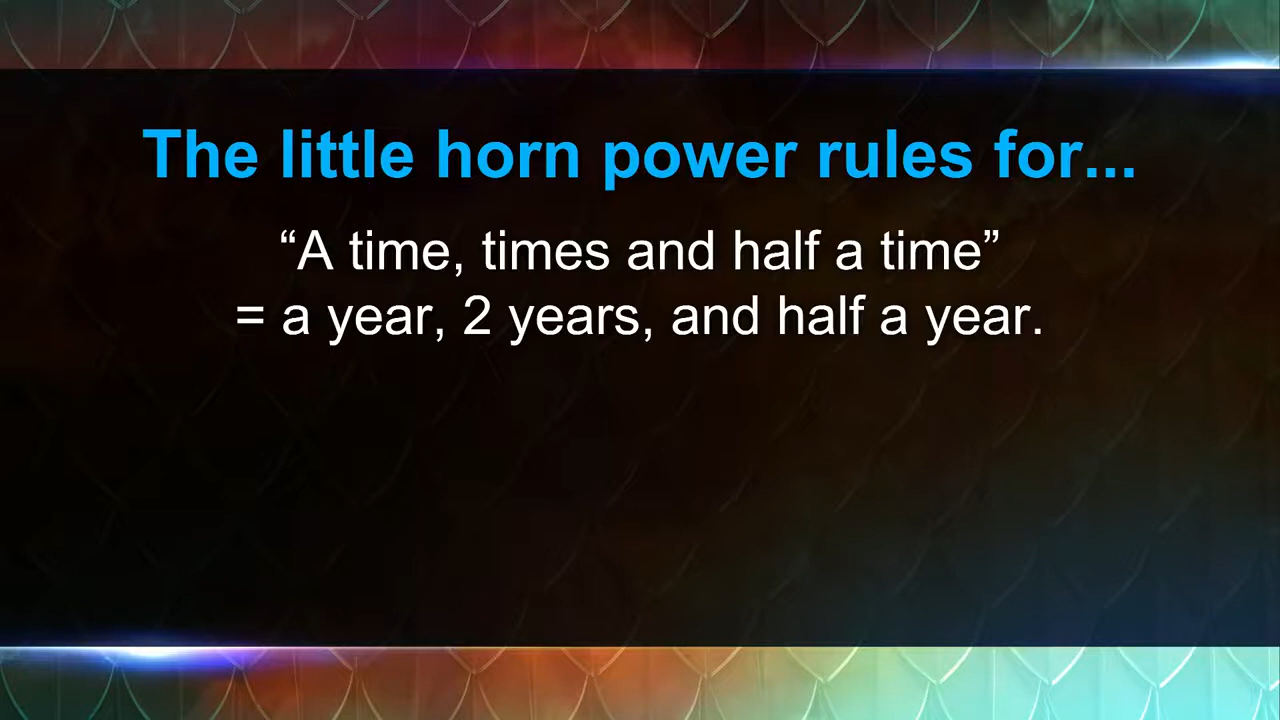 The little horn power rules for...
“A time, times and half a time”
= a year, 2 years, and half a year.